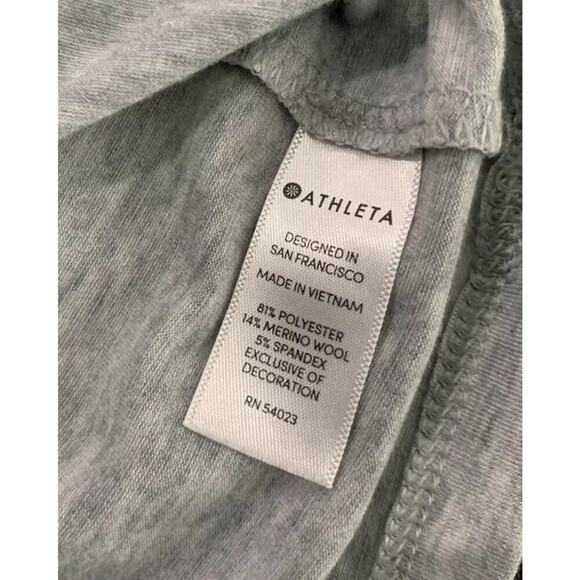 ATHLETA
DESIGNED IN
SAN FRANCISCO
MADE IN VIETNAM
81% POLYESTER
14% MERINO WOOL
5% SPANDEX
EXCLUSIVE OF
DECORATION
RN 54023